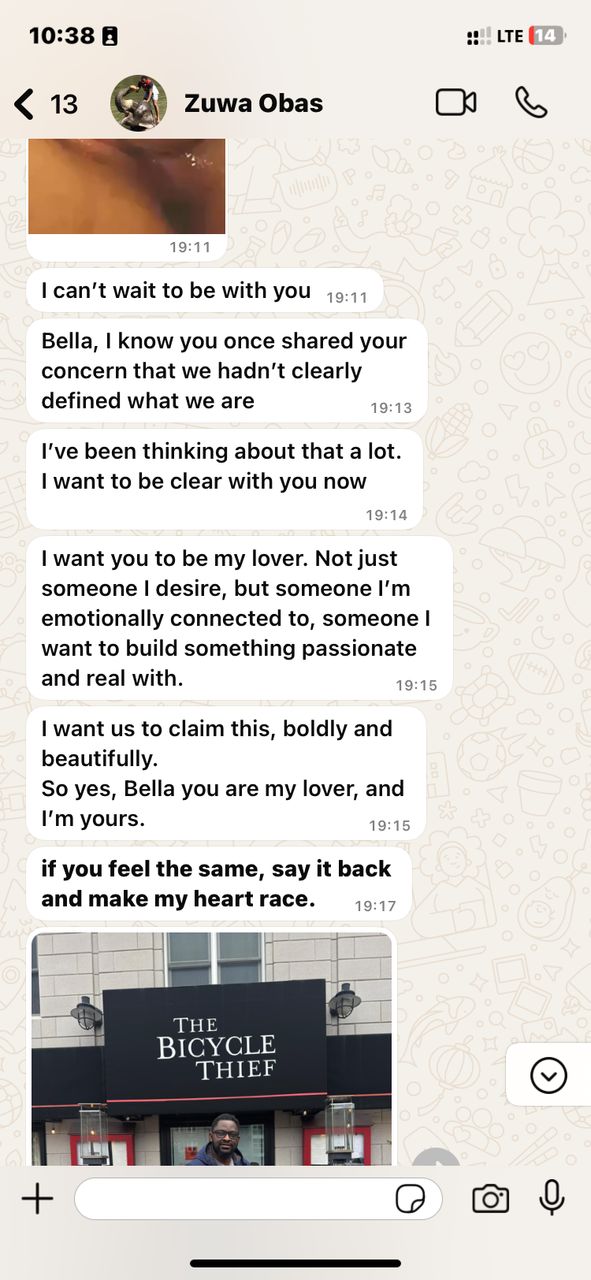 10:38
LTE 14
13 Zuwa Obas
19:11
I can’t wait to be with you 19:11
Bella, I know you once shared your
concern that we hadn’t clearly
defined what we are 19:13
I’ve been thinking about that a lot.
I want to be clear with you now
19:14
I want you to be my lover. Not just
someone I desire, but someone I’m
emotionally connected to, someone I
want to build something passionate
and real with. 19:15
I want us to claim this, boldly and
beautifully.
So yes, Bella you are my lover, and
I’m yours. 19:15
if you feel the same, say it back
and make my heart race. 19:17
THE
BICYCLE
THIEF